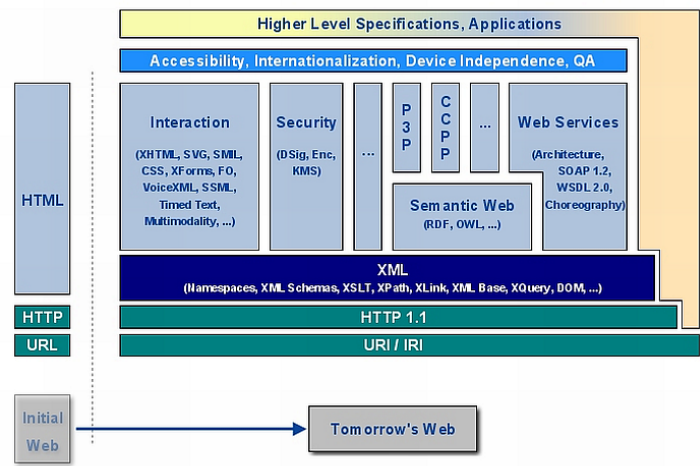 Higher Level Specifications, Applications
Accessibility, Internationalization, Device Independence, QA
HTML
Interaction
(XHTML, SVG, SMIL,
CSS, XForms, FO,
VoiceXML, SSML,
Timed Text,
Multimodality, ...)
Security
(DSig, Enc,
KMS)
...
P3P
CCPP
...
Web Services
(Architecture,
SOAP 1.2,
WSDL 2.0,
Choreography)
Semantic Web
(RDF, OWL, ...)
XML
(Namespaces, XML Schemas, XSLT, XPath, XLink, XML Base, XQuery, DOM, ...)
HTTP
HTTP 1.1
URL
URI / IRI
Initial
Web
Tomorrow's Web